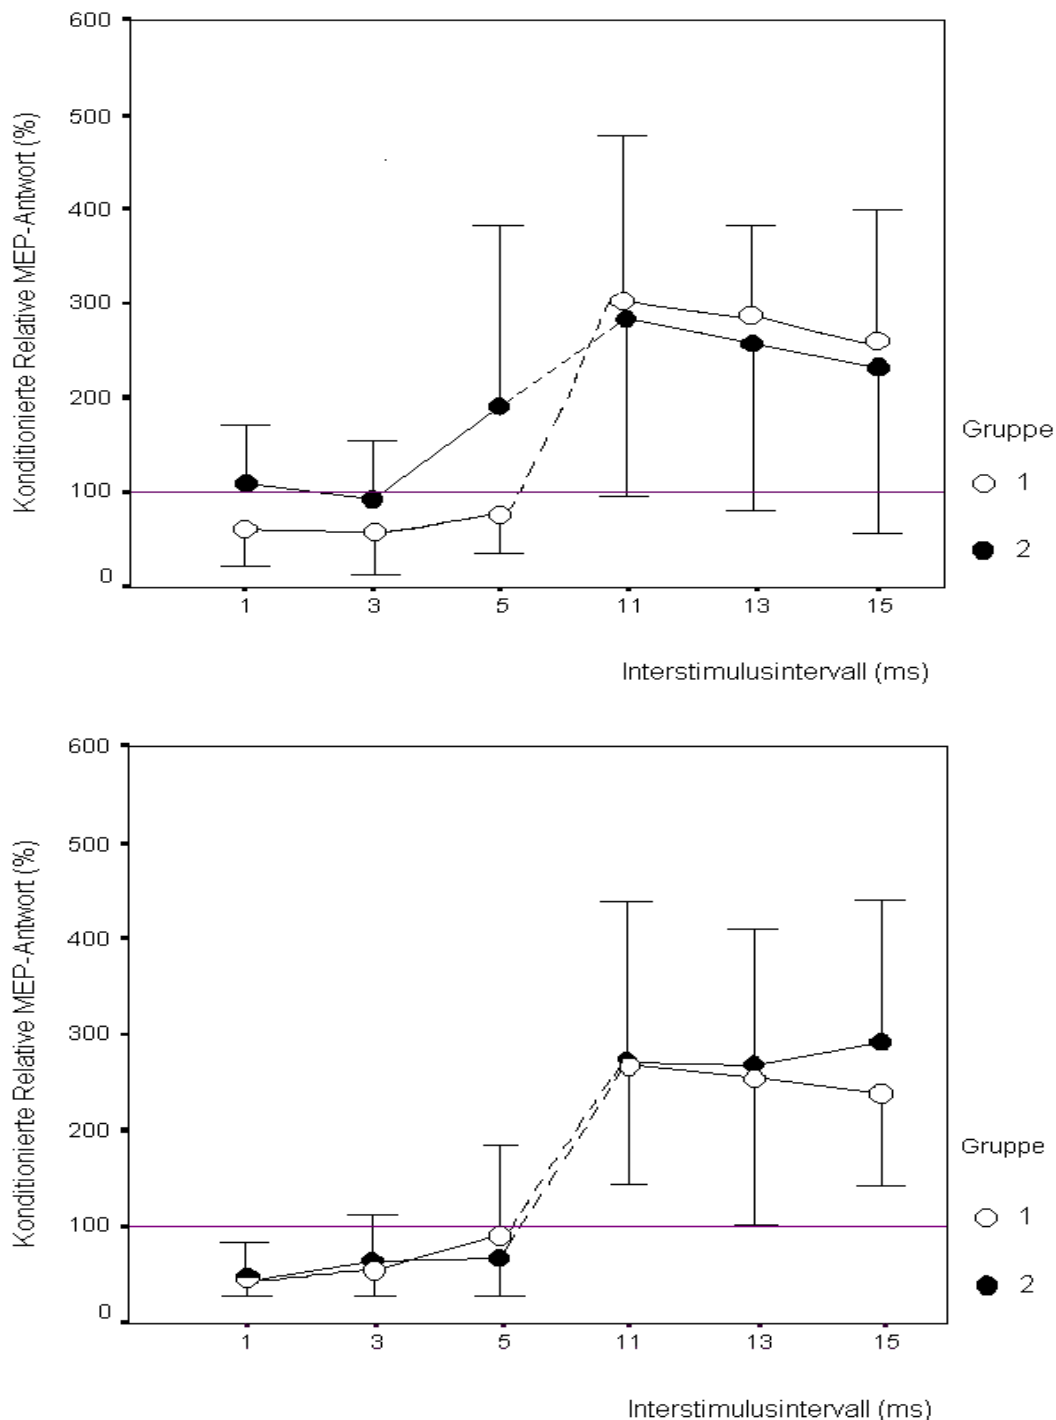 600
500
400
300
200
100
0
Konditionierte Relative MEP-Antwort (%)
1 3 5 11 13 15
Interstimulusintervall (ms)
Gruppe
1
2
600
500
400
300
200
100
0
Konditionierte Relative MEP-Antwort (%)
1 3 5 11 13 15
Interstimulusintervall (ms)
Gruppe
1
2